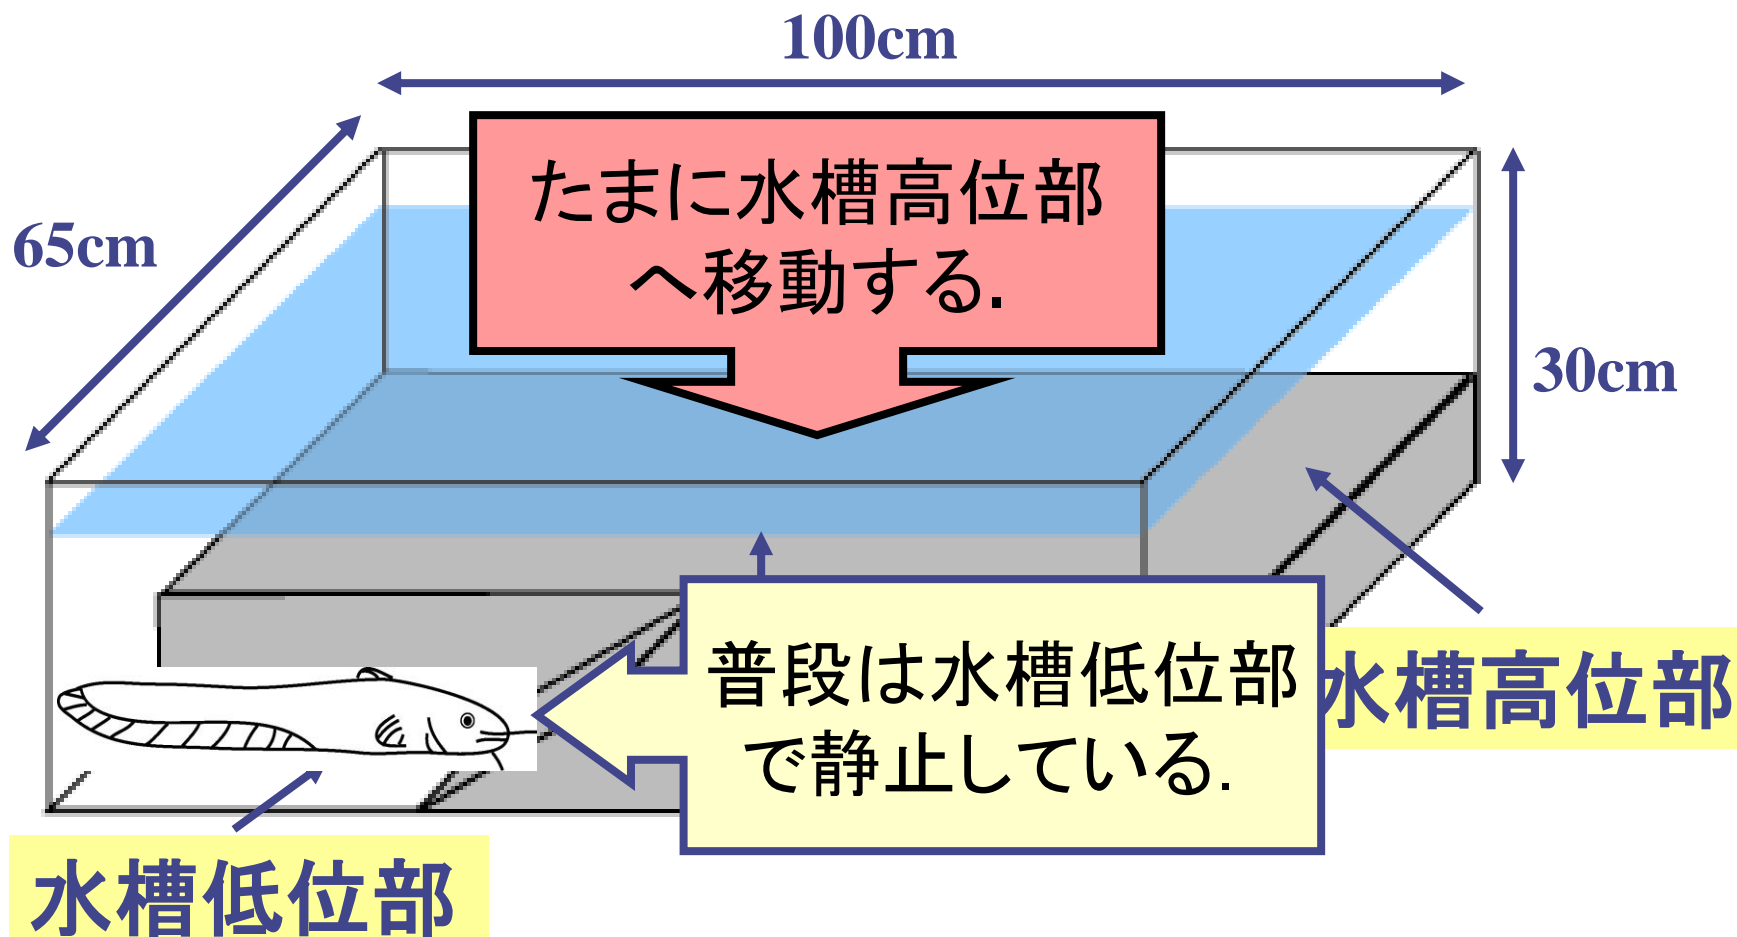 100cm
たまに水槽高位部
へ移動する.
65cm
30cm
普段は水槽低位部
で静止している.
水槽高位部
水槽低位部